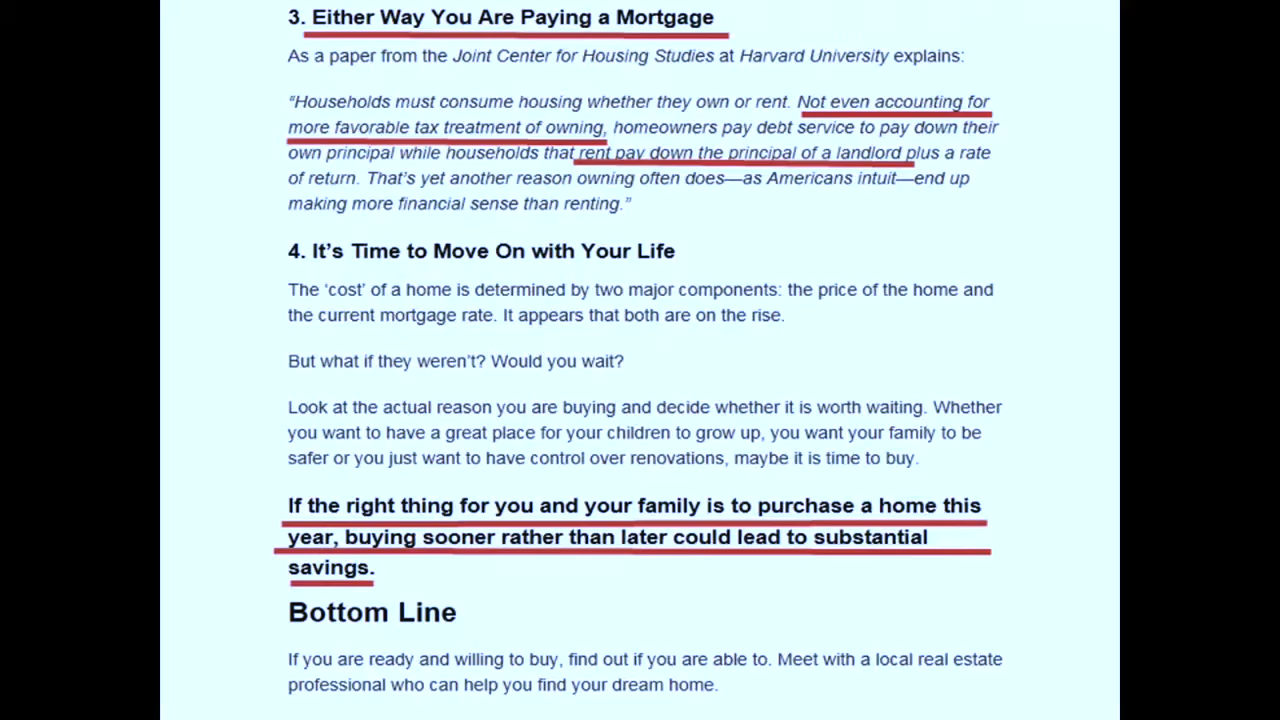 3. Either Way You Are Paying a Mortgage
As a paper from the Joint Center for Housing Studies at Harvard University explains:
“Households must consume housing whether they own or rent. Not even accounting for
more favorable tax treatment of owning, homeowners pay debt service to pay down their
own principal while households that rent pay down the principal of a landlord plus a rate
of return. That’s yet another reason owning often does—as Americans intuit—end up
making more financial sense than renting.”
4. It’s Time to Move On with Your Life
The ‘cost’ of a home is determined by two major components: the price of the home and
the current mortgage rate. It appears that both are on the rise.
But what if they weren’t? Would you wait?
Look at the actual reason you are buying and decide whether it is worth waiting. Whether
you want to have a great place for your children to grow up, you want your family to be
safer or you just want to have control over renovations, maybe it is time to buy.
If the right thing for you and your family is to purchase a home this
year, buying sooner rather than later could lead to substantial
savings.
Bottom Line
If you are ready and willing to buy, find out if you are able to. Meet with a local real estate
professional who can help you find your dream home.